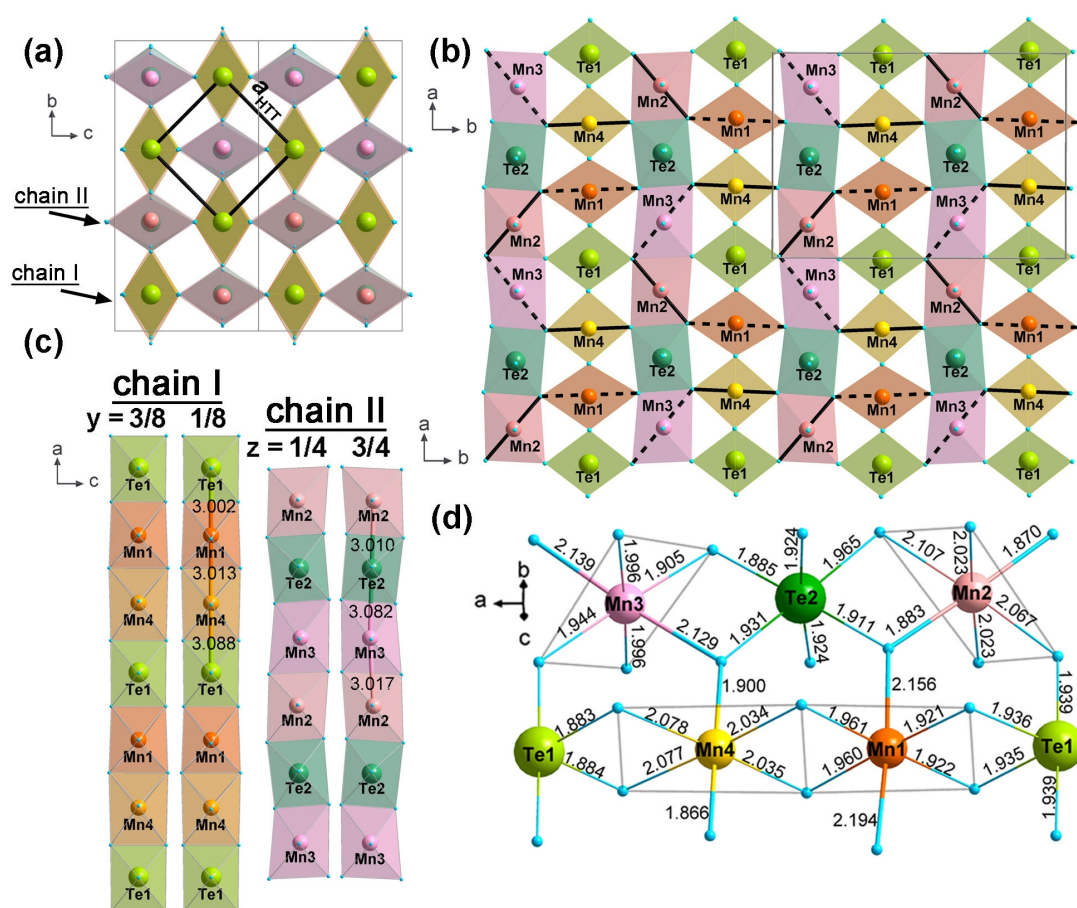 (a)
b
c
a HTT
chain II
chain I
(b)
a
b
Mn3 Te1 Mn2 Te1 Mn3 Te1 Mn2 Te1
Mn4 Mn1 Mn4 Mn1
Te2 Te2 Te2 Te2
Mn1 Mn4 Mn1 Mn4
Mn2 Mn3 Mn2 Mn3
Te1 Te1 Te1 Te1
Mn3 Mn2 Mn3 Mn2
Mn4 Mn1 Mn4 Mn1
Te2 Te2 Te2 Te2
Mn1 Mn4 Mn1 Mn4
Mn2 Mn3 Mn2 Mn3
Te1 Te1 Te1 Te1
a
b
(c)
chain I
y = 3/8 1/8
a
c
Te1 Te1
3.002
Mn1 Mn1
3.013
Mn4 Mn4
3.088
Te1 Te1
Mn1 Mn1
Mn4 Mn4
Te1 Te1
chain II
z = 1/4 3/4
Mn2 Mn2
3.010
Te2 Te2
3.082
Mn3 Mn3
3.017
Mn2 Mn2
Te2 Te2
Mn3 Mn3
(d)
b
a
c
2.139 1.996 1.905 1.885 1.924 1.965 2.107 2.023 1.870
Mn3 Te2 Mn2
1.944 1.996 2.129 1.931 1.924 1.911 1.883 2.023 2.067
1.900 2.156 1.939
1.883 2.078 2.034 1.961 1.921 1.936
Te1 Mn4 Mn1 Te1
1.884 2.077 2.035 1.960 1.922 1.935
1.866 2.194 1.939